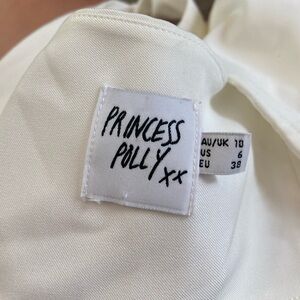 PRINCESS
POLLY xx
AU/UK 10
US 6
EU 38